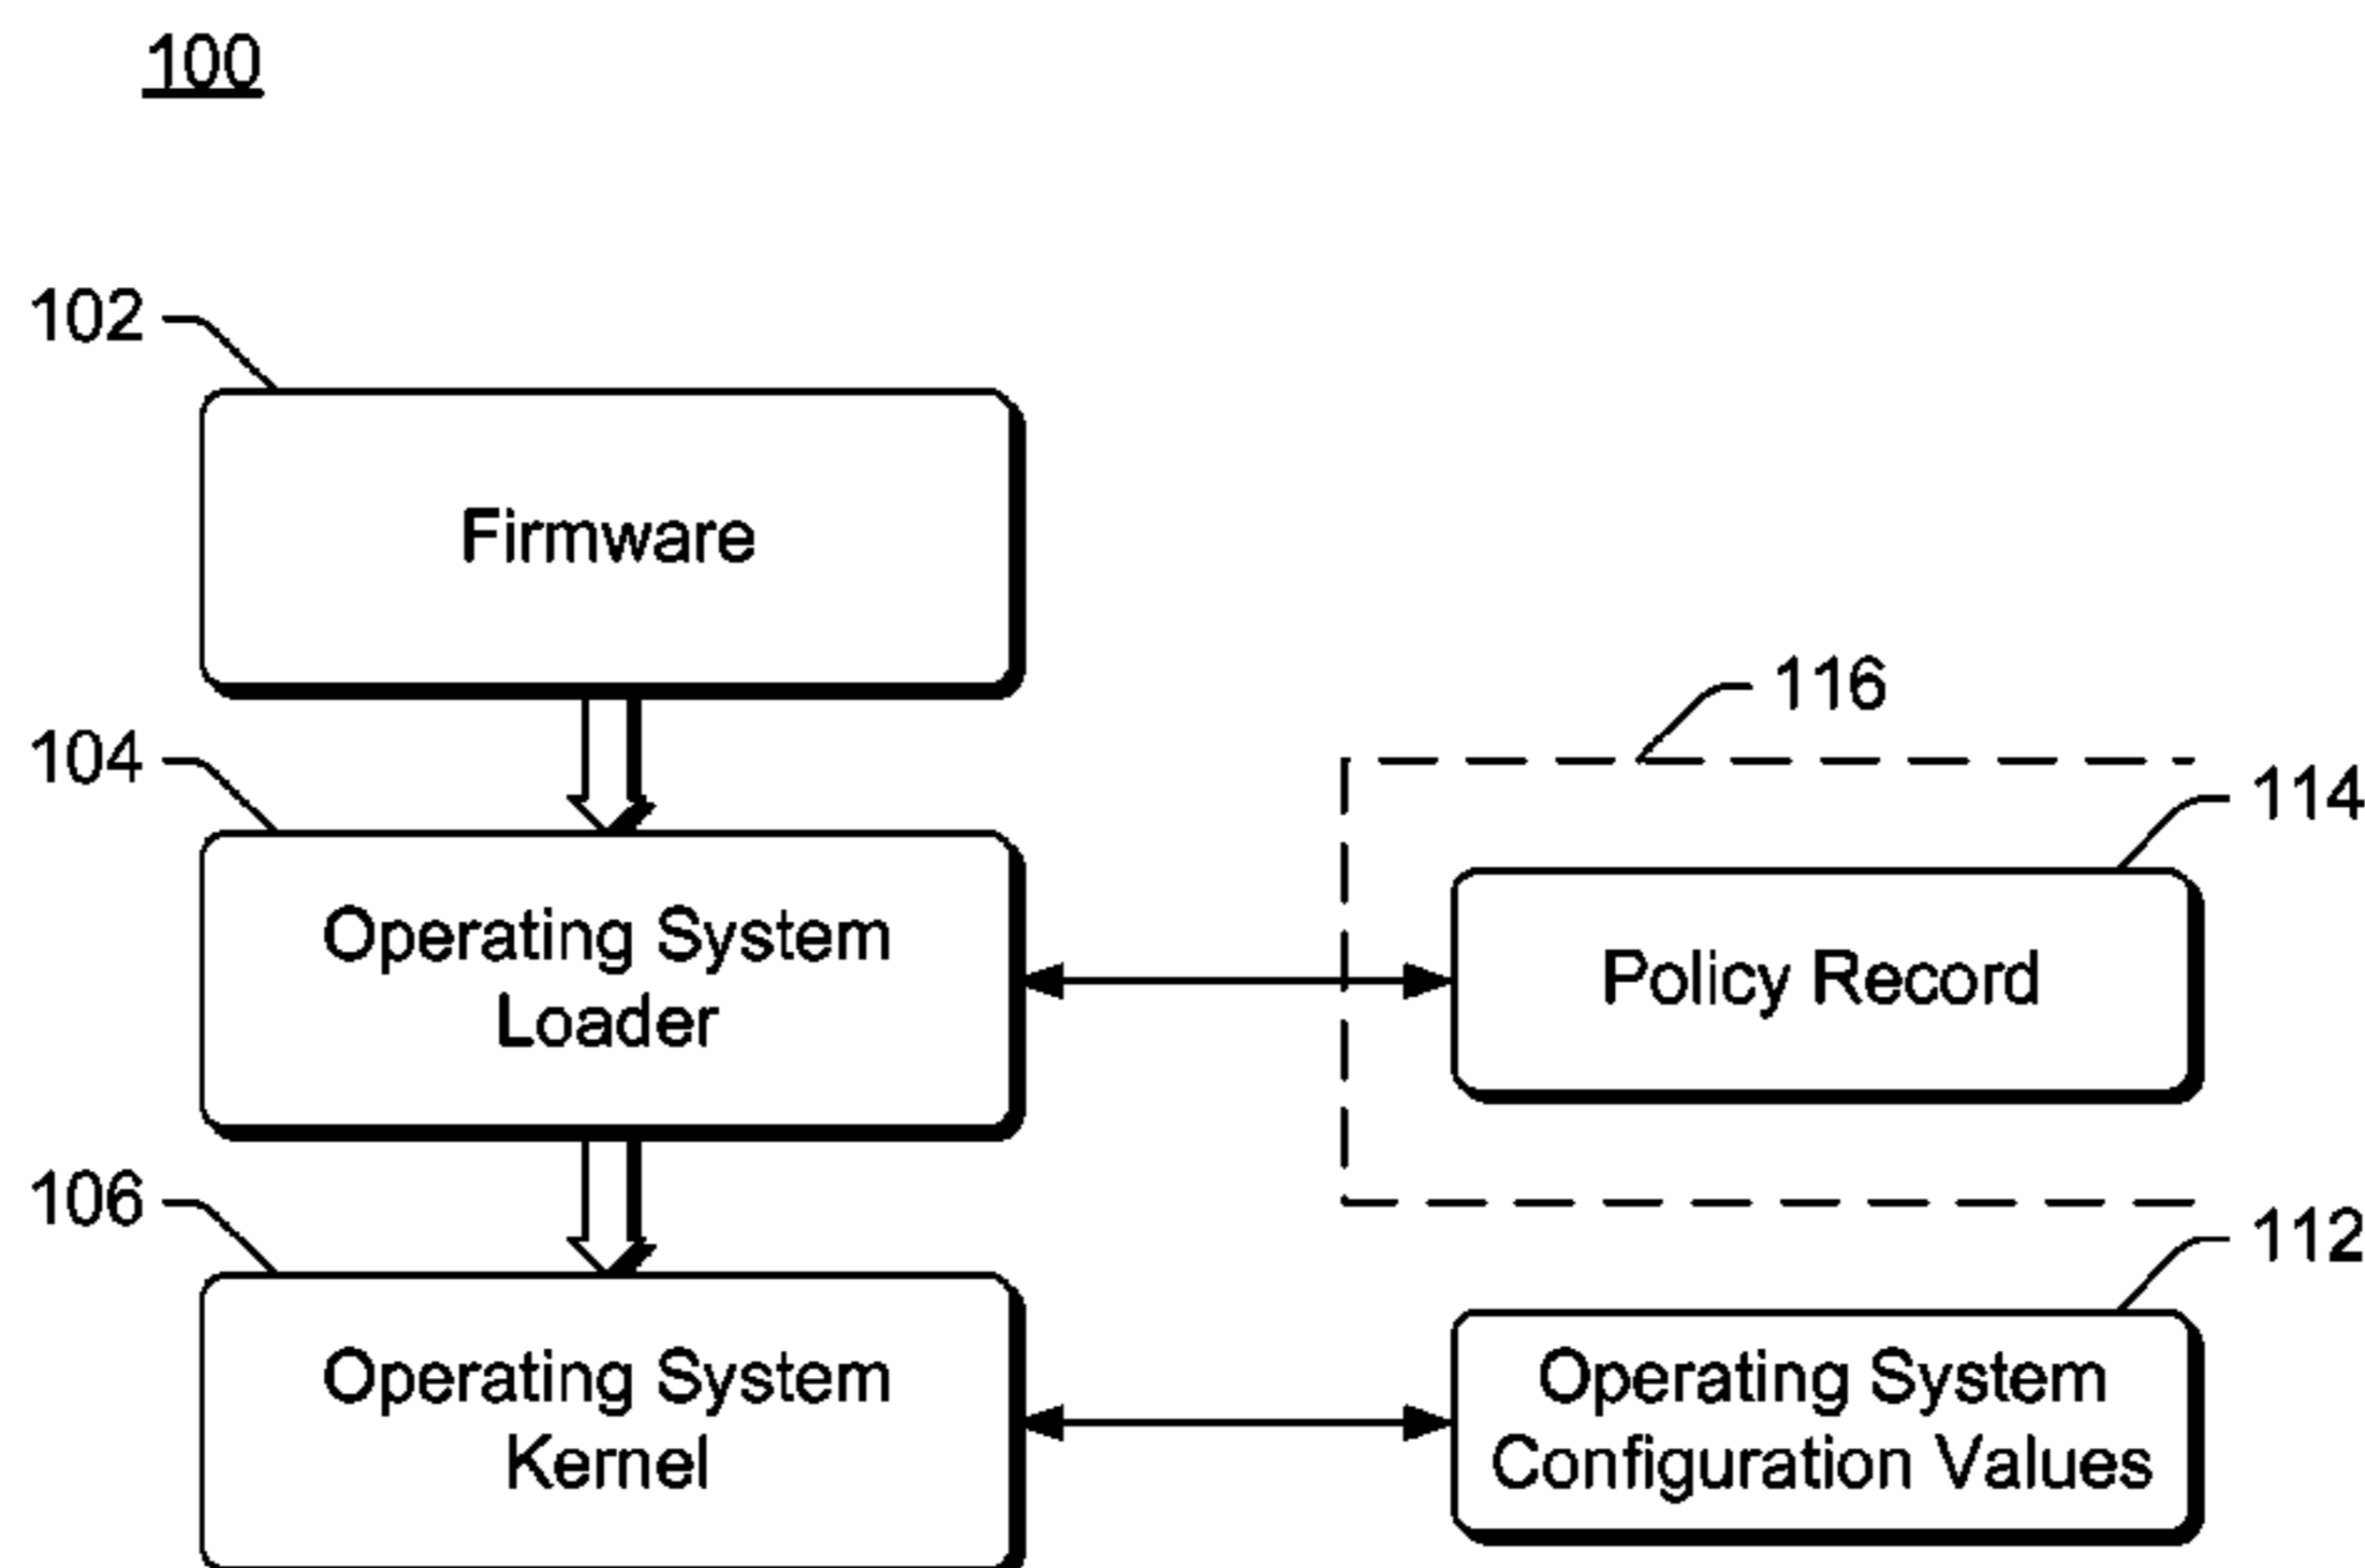 100
102
Firmware
116
104
114
Operating System
Loader
Policy Record
106
112
Operating System
Kernel
Operating System
Configuration Values